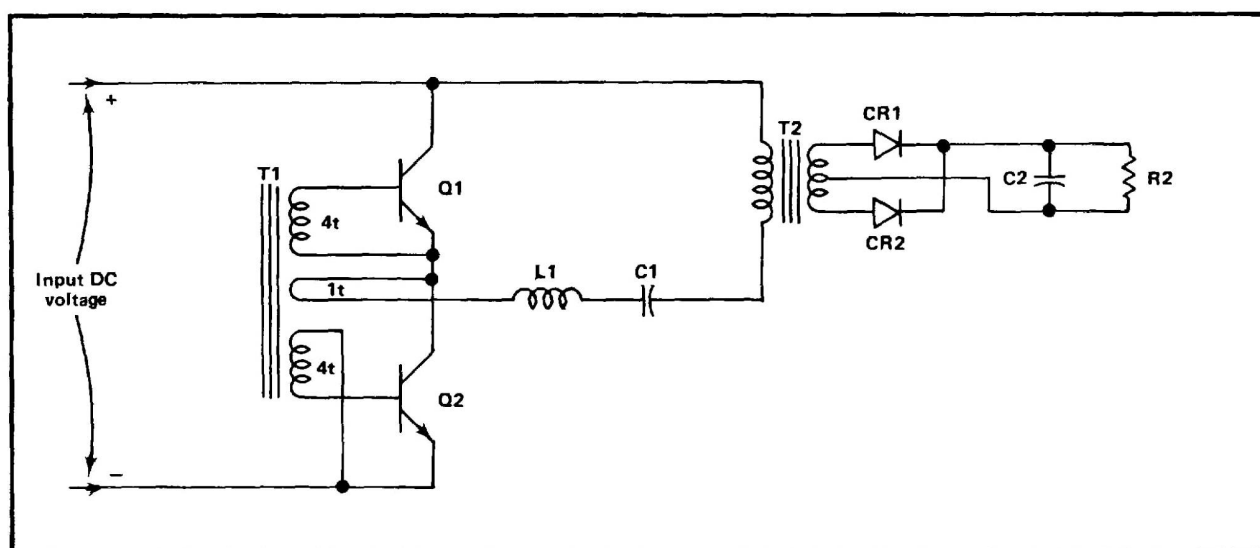 +
T1
4t
Q1
1t
4t
Q2
Input DC
voltage
–
L1
C1
T2
CR1
CR2
C2
R2